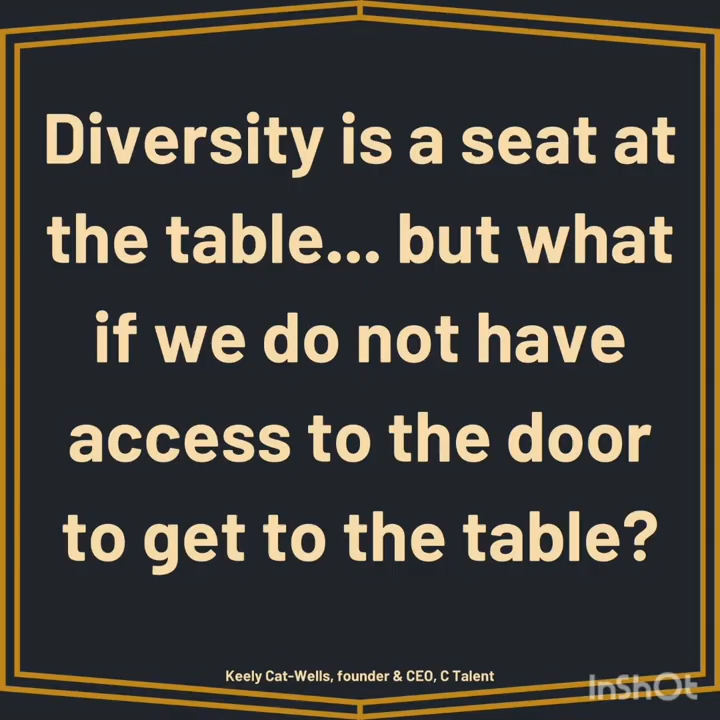 Diversity is a seat at
the table... but what
if we do not have
access to the door
to get to the table?
Keely Cat-Wells, founder & CEO, C Talent
InShOt